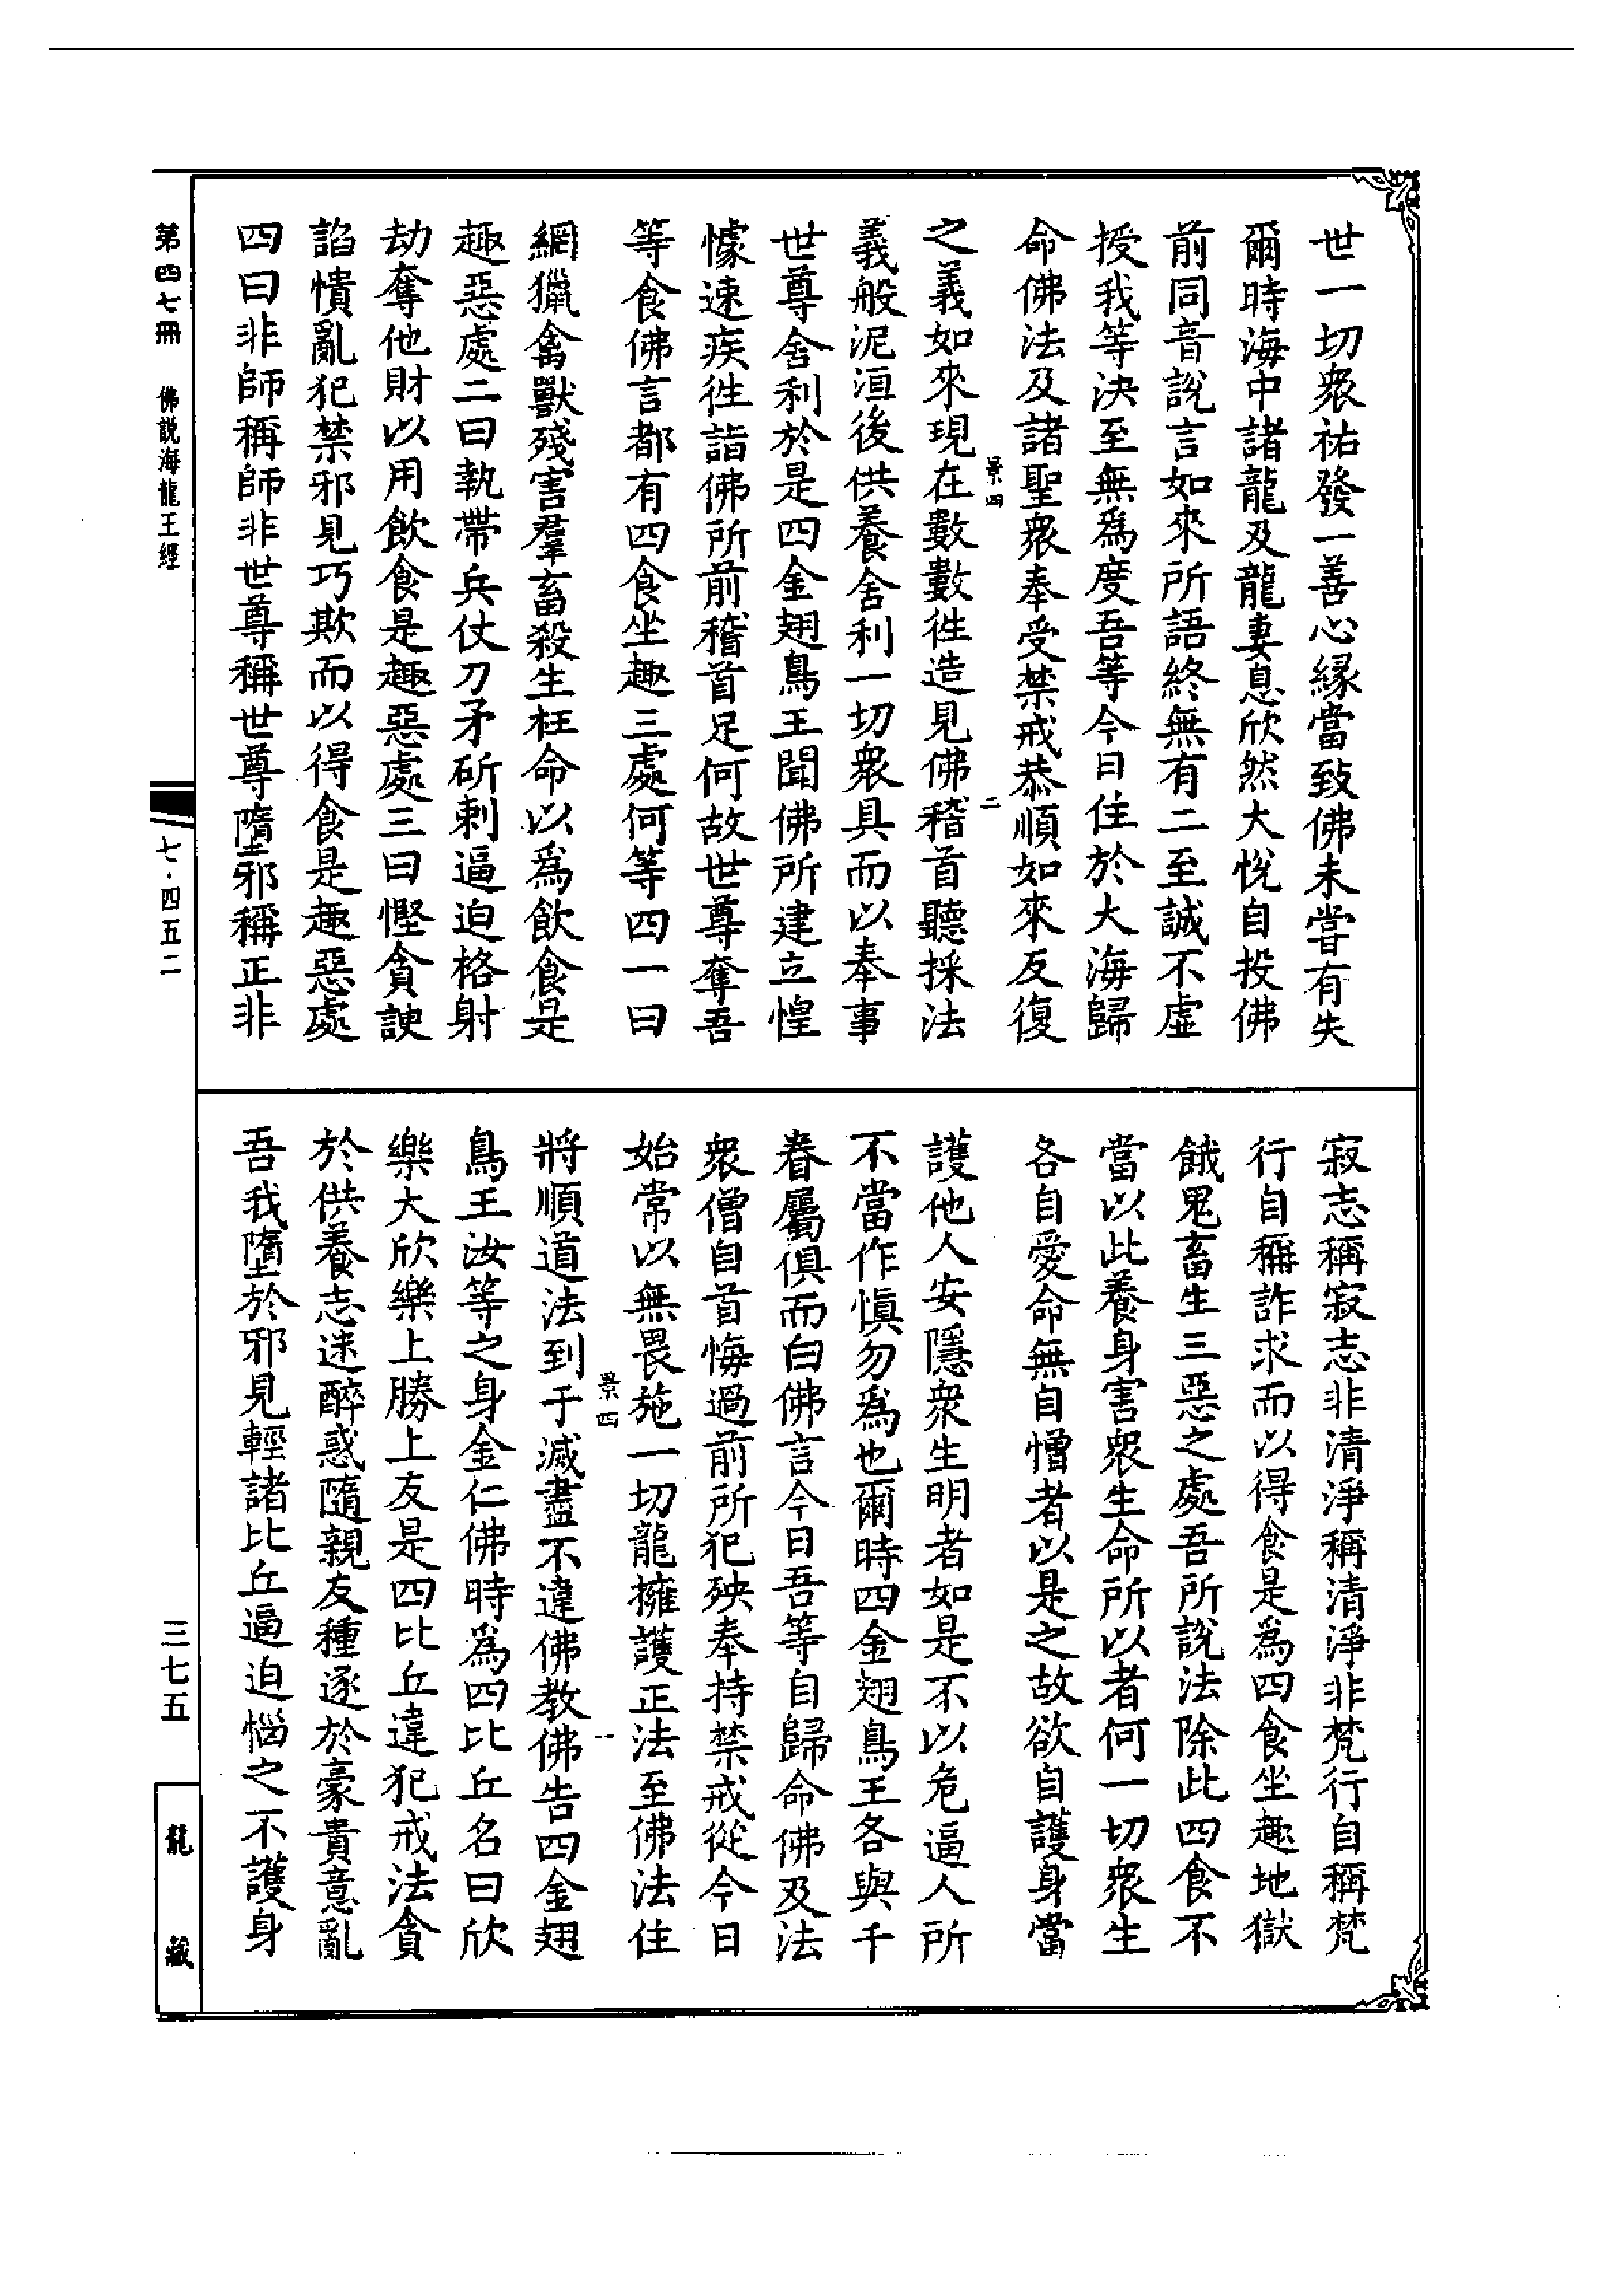 世一切衆祐發一善心緣當致佛未甞有失
爾時海中諸龍及龍妻息欣然大悅自投佛
前同音說言如來所語終無有二至誠不虛
授我等決至無爲度吾等今日住於大海歸
命佛法及諸聖衆奉受禁戒恭順如來反復
景四 二
之義如來現在數數徃造見佛稽首聽採法
義般泥洹後供養舍利一切衆具而以奉事
世尊舍利於是四金翅鳥王聞佛所建立惶
懅速疾徃詣佛所前稽首足何故世尊奪吾
等食佛言都有四食坐趣三處何等四一曰
網獵禽獸殘害羣畜殺生枉命以爲飲食是
趣惡處二曰執帶兵仗刀矛斫刺逼迫格射
劫奪他財以用飲食是趣惡處三曰慳貪諛
諂憒亂犯禁邪見巧欺而以得食是趣惡處
四曰非師稱師非世尊稱世尊墮邪稱正非
寂志稱寂志非清淨稱清淨非梵行自稱梵
行自稱詐求而以得食是爲四食坐趣地獄
餓鬼畜生三惡之處吾所說法除此四食不
當以此養身害衆生命所以者何一切衆生
各自愛命無自憎者以是之故欲自護身當
護他人安隱衆生明者如是不以危逼人所
不當作愼勿爲也爾時四金翅鳥王各與千
眷屬俱而白佛言今日吾等自歸命佛及法
衆僧自首悔過前所犯殃奉持禁戒從今日
始常以無畏施一切龍擁護正法至佛法住
景四 一
將順道法到于滅盡不違佛教佛告四金翅
鳥王汝等之身金仁佛時爲四比丘名曰欣
樂大欣樂上勝上友是四比丘違犯戒法貪
於供養志迷醉惑隨親友種逐於豪貴意亂
吾我墮於邪見輕諸比丘逼迫惱之不護身
第四七冊 佛説海龍王經
七·四五二
三七五
龍藏